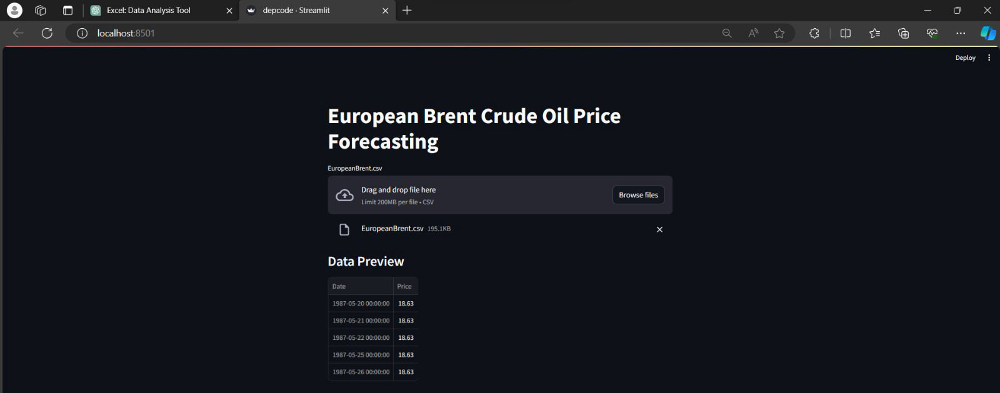 Excel: Data Analysis Tool
depcode · Streamlit
localhost:8501
Deploy
European Brent Crude Oil Price
Forecasting
EuropeanBrent.csv
Drag and drop file here
Limit 200MB per file • CSV
Browse files
EuropeanBrent.csv 195.1KB
Data Preview
Date Price
1987-05-20 00:00:00 18.63
1987-05-21 00:00:00 18.63
1987-05-22 00:00:00 18.63
1987-05-25 00:00:00 18.63
1987-05-26 00:00:00 18.63